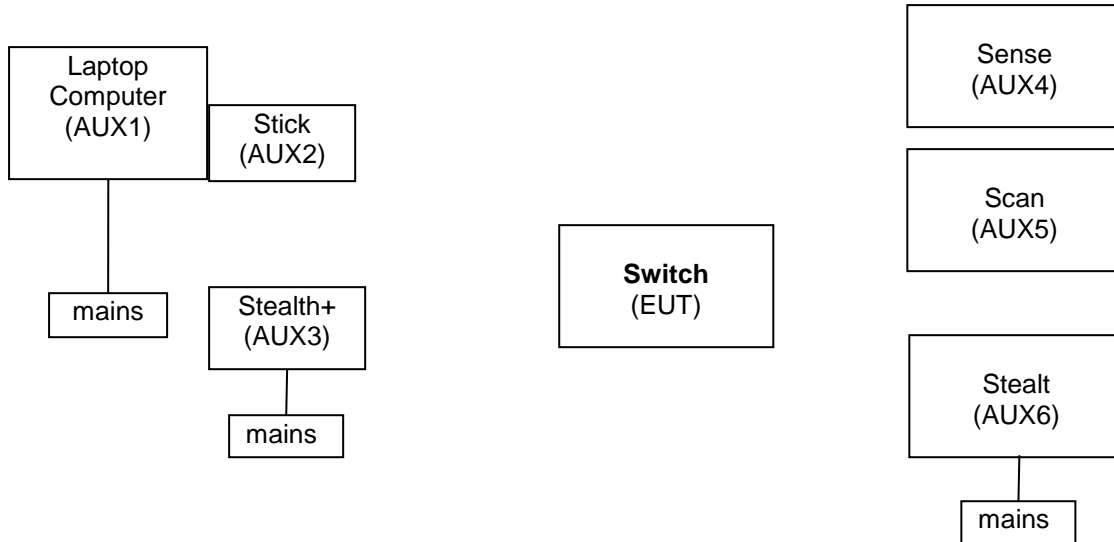 Laptop
Computer
(AUX1)
Stick
(AUX2)
mains
Stealth+
(AUX3)
mains
Switch
(EUT)
Sense
(AUX4)
Scan
(AUX5)
Stealt
(AUX6)
mains